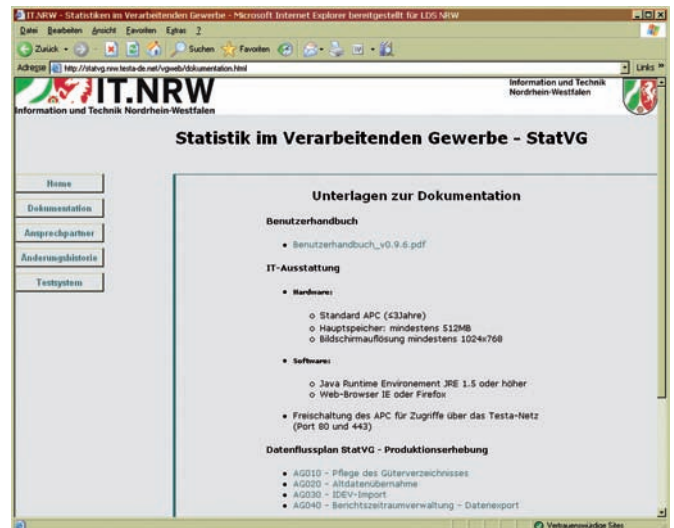 IT.NRW - Statistiken im Verarbeitenden Gewerbe - Microsoft Internet Explorer bereitgestellt für LDS NRW
Datei Bearbeiten Ansicht Favoriten Extras ?
Zurück Suchen Favoriten
Adresse http://statvg.nrw.testa-de.net/vgweb/dokumentation.html Links »
IT.NRW
Information und Technik Nordrhein-Westfalen
Information und Technik
Nordrhein-Westfalen
Statistik im Verarbeitenden Gewerbe - StatVG
Home
Dokumentation
Ansprechpartner
Änderungshistorie
Testsystem
Unterlagen zur Dokumentation
Benutzerhandbuch
• Benutzerhandbuch_v0.9.6.pdf
IT-Ausstattung
• Hardware:
o Standard APC (≤3Jahre)
o Hauptspeicher: mindestens 512MB
o Bildschirmauflösung mindestens 1024x768
• Software:
o Java Runtime Environement JRE 1.5 oder höher
o Web-Browser IE oder Firefox
• Freischaltung des APC für Zugriffe über das Testa-Netz
(Port 80 und 443)
Datenflussplan StatVG - Produktionserhebung
• AG010 - Pflege des Güterverzeichnisses
• AG020 - Altdatenübernahme
• AG030 - IDEV-Import
• AG040 - Berichtszeitraumverwaltung - Datenexport
Vertrauenswürdige Sites